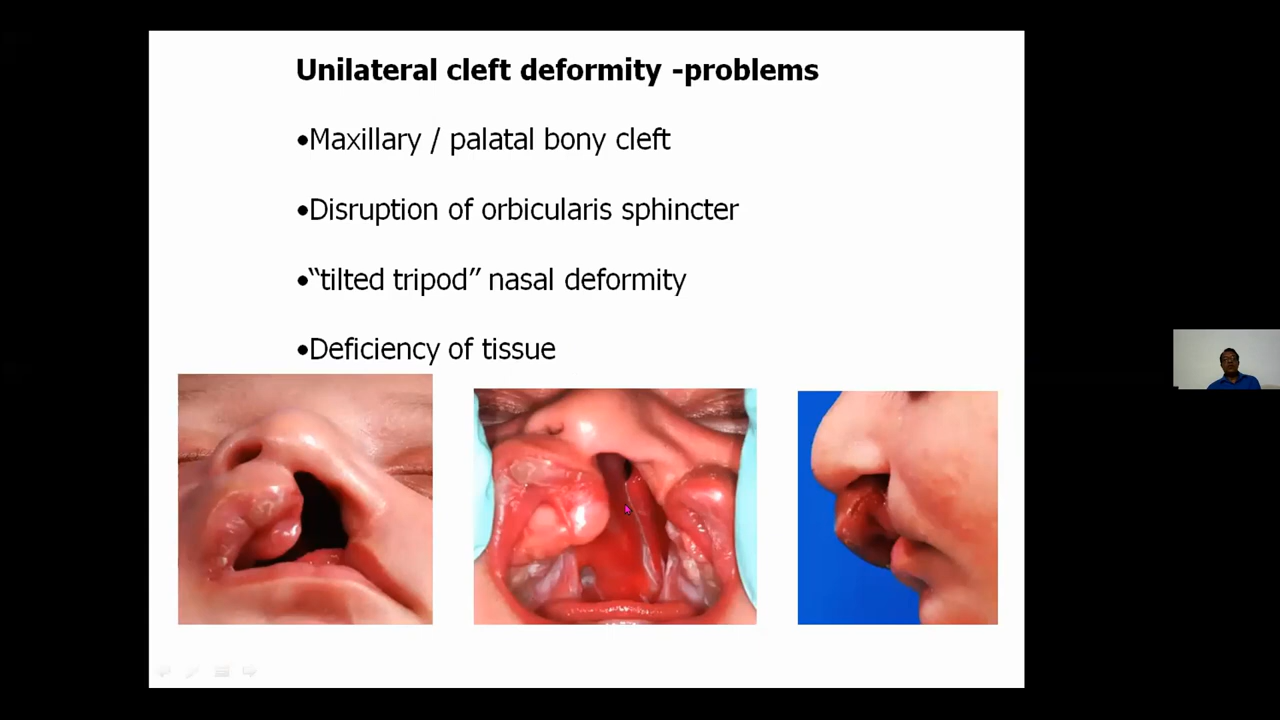 Unilateral cleft deformity -problems
•Maxillary / palatal bony cleft
•Disruption of orbicularis sphincter
•“tilted tripod” nasal deformity
•Deficiency of tissue